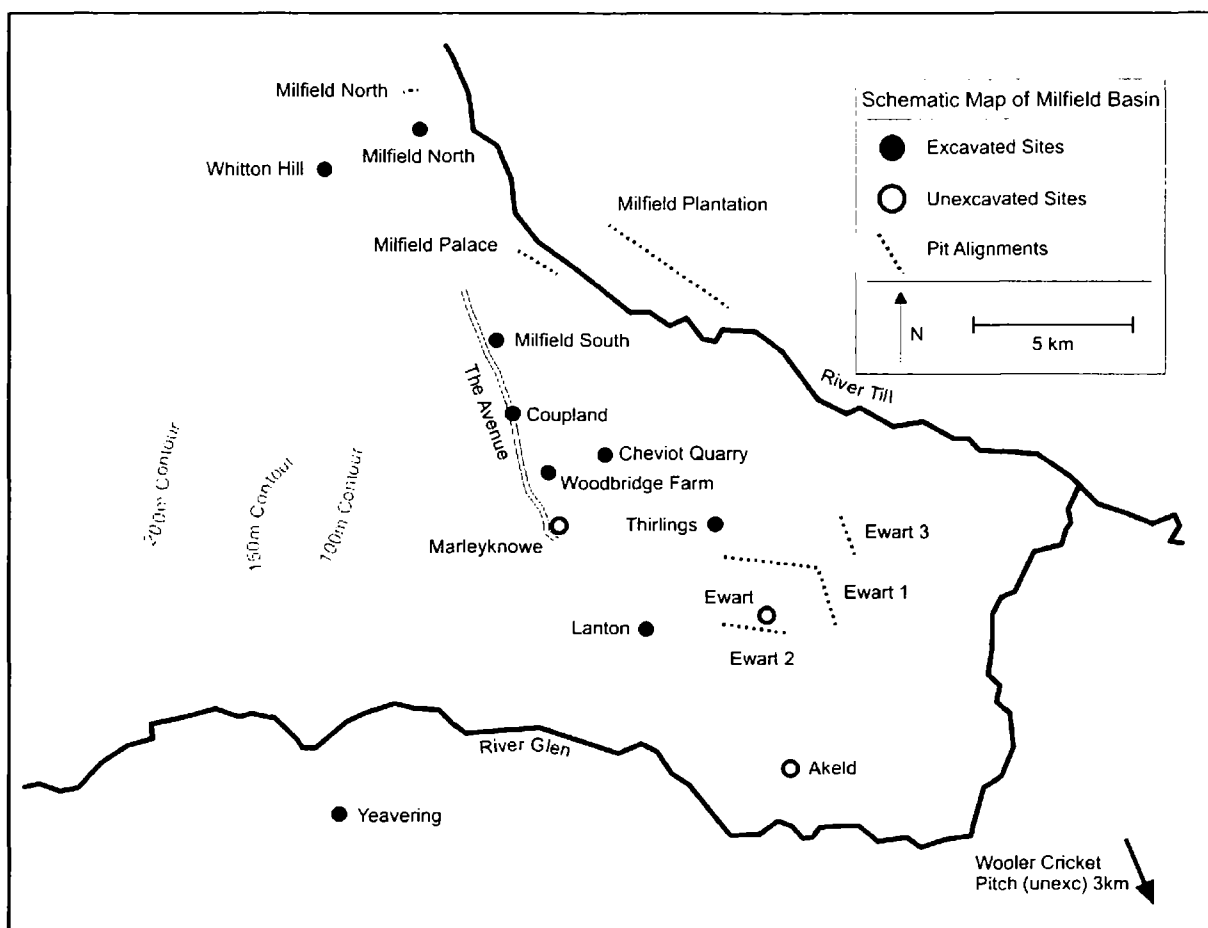 Milfield North
Milfield North
Whitton Hill
Milfield Plantation
Milfield Palace
Schematic Map of Milfield Basin
Excavated Sites
Unexcavated Sites
Pit Alignments
N
5 km
River Till
Milfield South
The Avenue
Coupland
Cheviot Quarry
Woodbridge Farm
200m Contour
150m Contour
100m Contour
Marleyknowe
Thirlings
Ewart 3
Ewart 1
Ewart
Lanton
Ewart 2
River Glen
Akeld
Yeavering
Wooler Cricket
Pitch (unexc) 3km